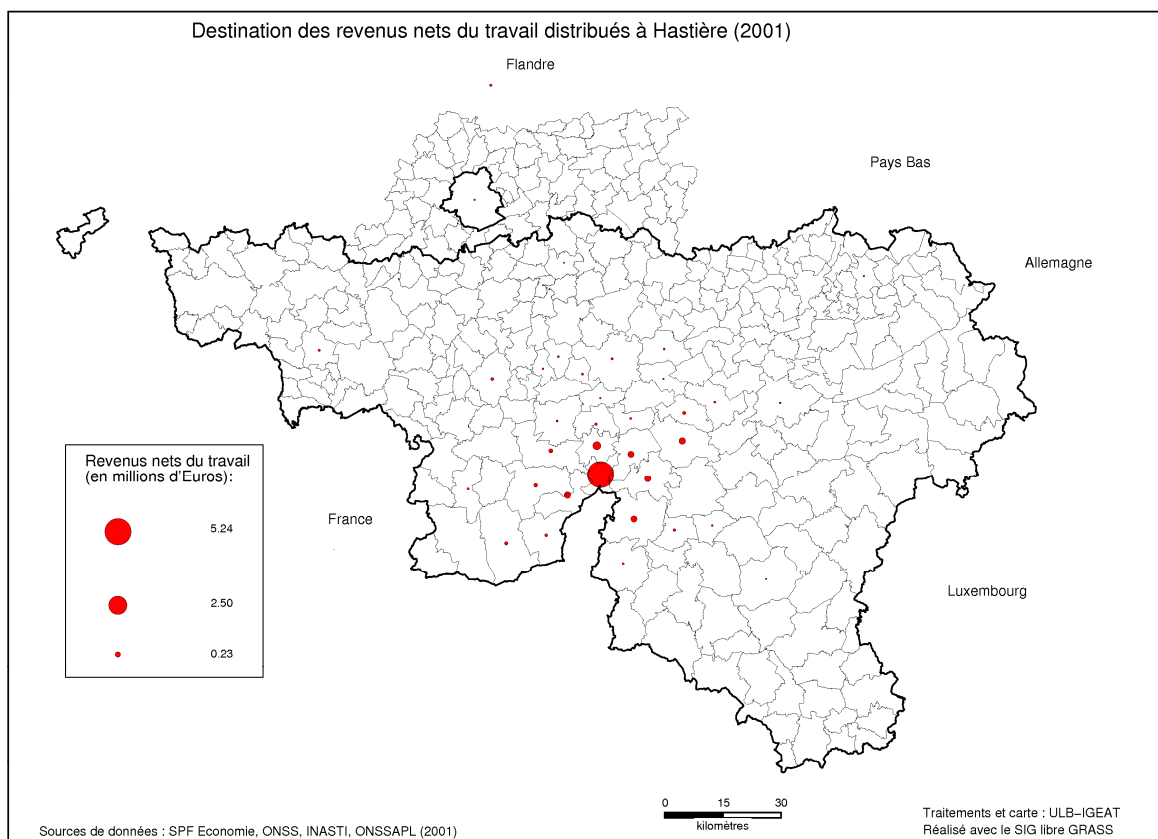 Destination des revenus nets du travail distribués à Hastière (2001)
Flandre
Pays Bas
Allemagne
Revenus nets du travail
(en millions d'Euros):
5.24
France
2.50
Luxembourg
0.23
0 15 30
kilomètres
Traitements et carte : ULB-IGEAT
Sources de données : SPF Economie, ONSS, INASTI, ONSSAPL (2001)
Réalisé avec le SIG libre GRASS